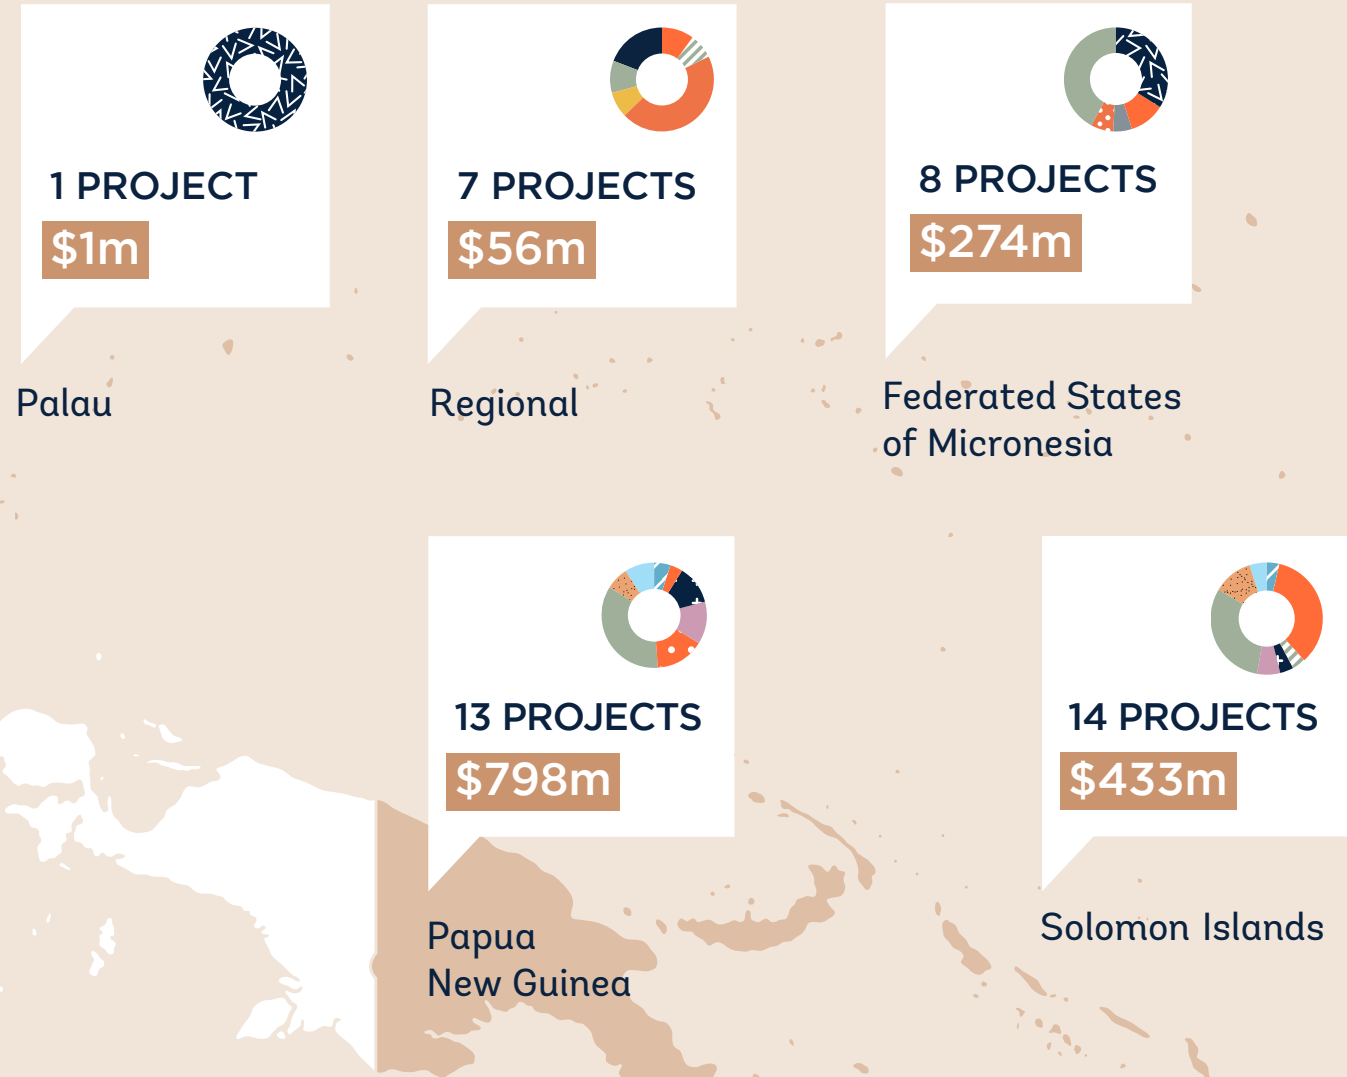 1 PROJECT
$1m
Palau
7 PROJECTS
$56m
Regional
8 PROJECTS
$274m
Federated States
of Micronesia
13 PROJECTS
$798m
Papua
New Guinea
14 PROJECTS
$433m
Solomon Islands